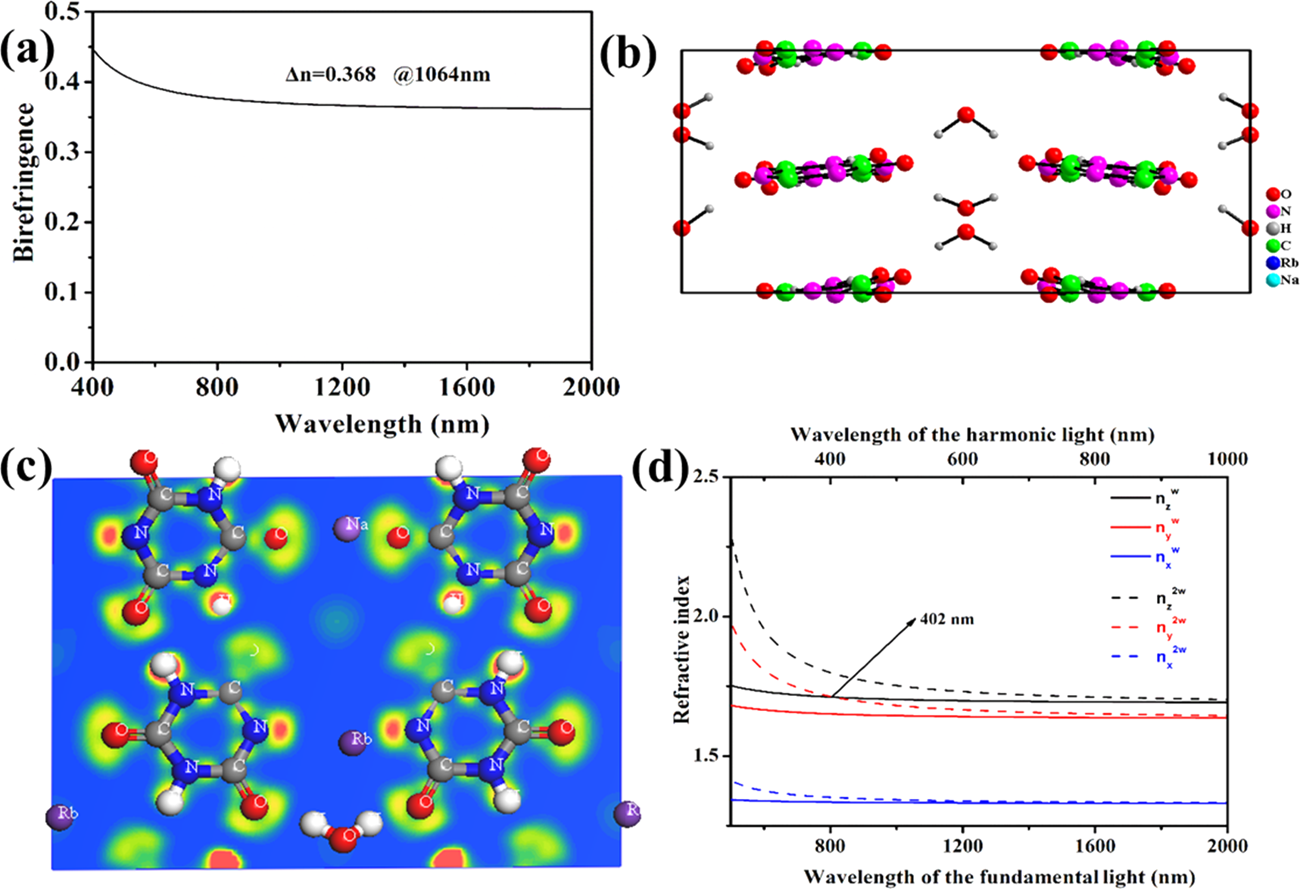 (a)
0.5
0.4
0.3
0.2
0.1
0.0
Birefringence
Δn=0.368 @1064nm
400 800 1200 1600 2000
Wavelength (nm)
(b)
O
N
H
C
Rb
Na
(c)
O O
C N N C
N C O Na O C N
C N N C
O H H O
N C C N
O C N Rb N C O
N C C N
O O
Rb O R
(d)
Wavelength of the harmonic light (nm)
400 600 800 1000
2.5
2.0
1.5
Refractive index
n_z^w
n_y^w
n_x^w
n_z^2w
n_y^2w
n_x^2w
402 nm
800 1200 1600 2000
Wavelength of the fundamental light (nm)